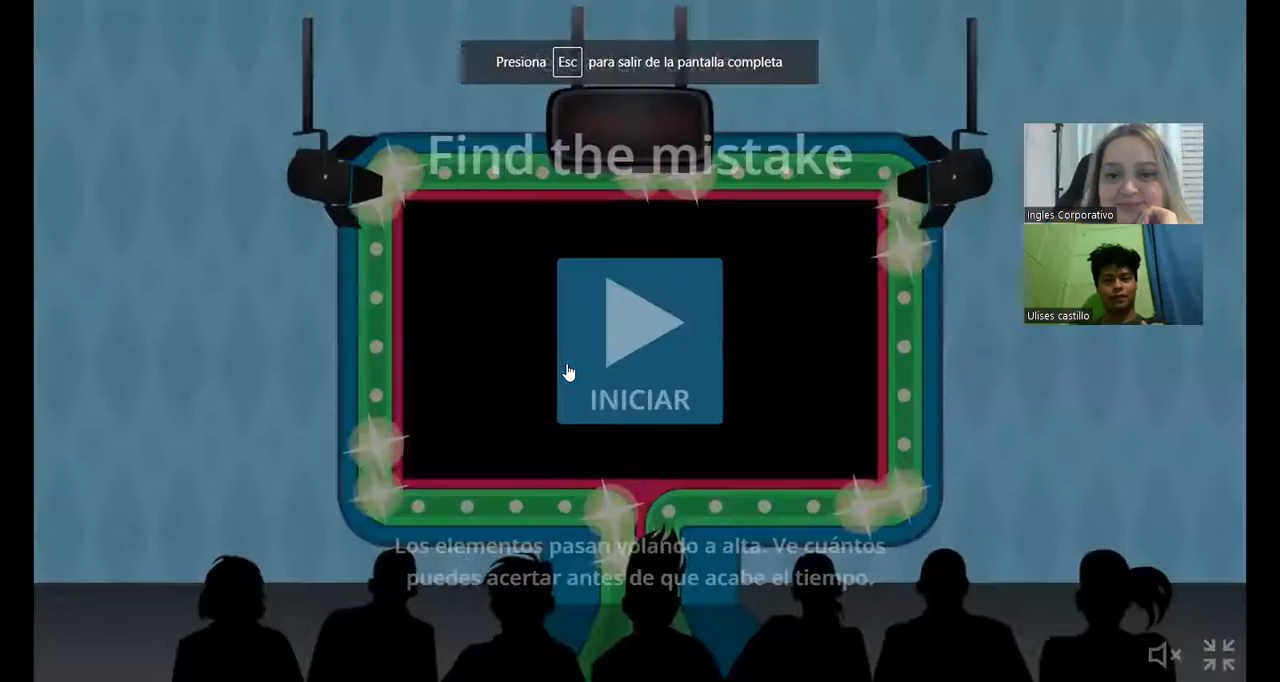 Presiona Esc para salir de la pantalla completa
Find the mistake
Ingles Corporativo
Ulises castillo
INICIAR
Los elementos pasan volando a alta. Ve cuántos
puedes acertar antes de que acabe el tiempo.